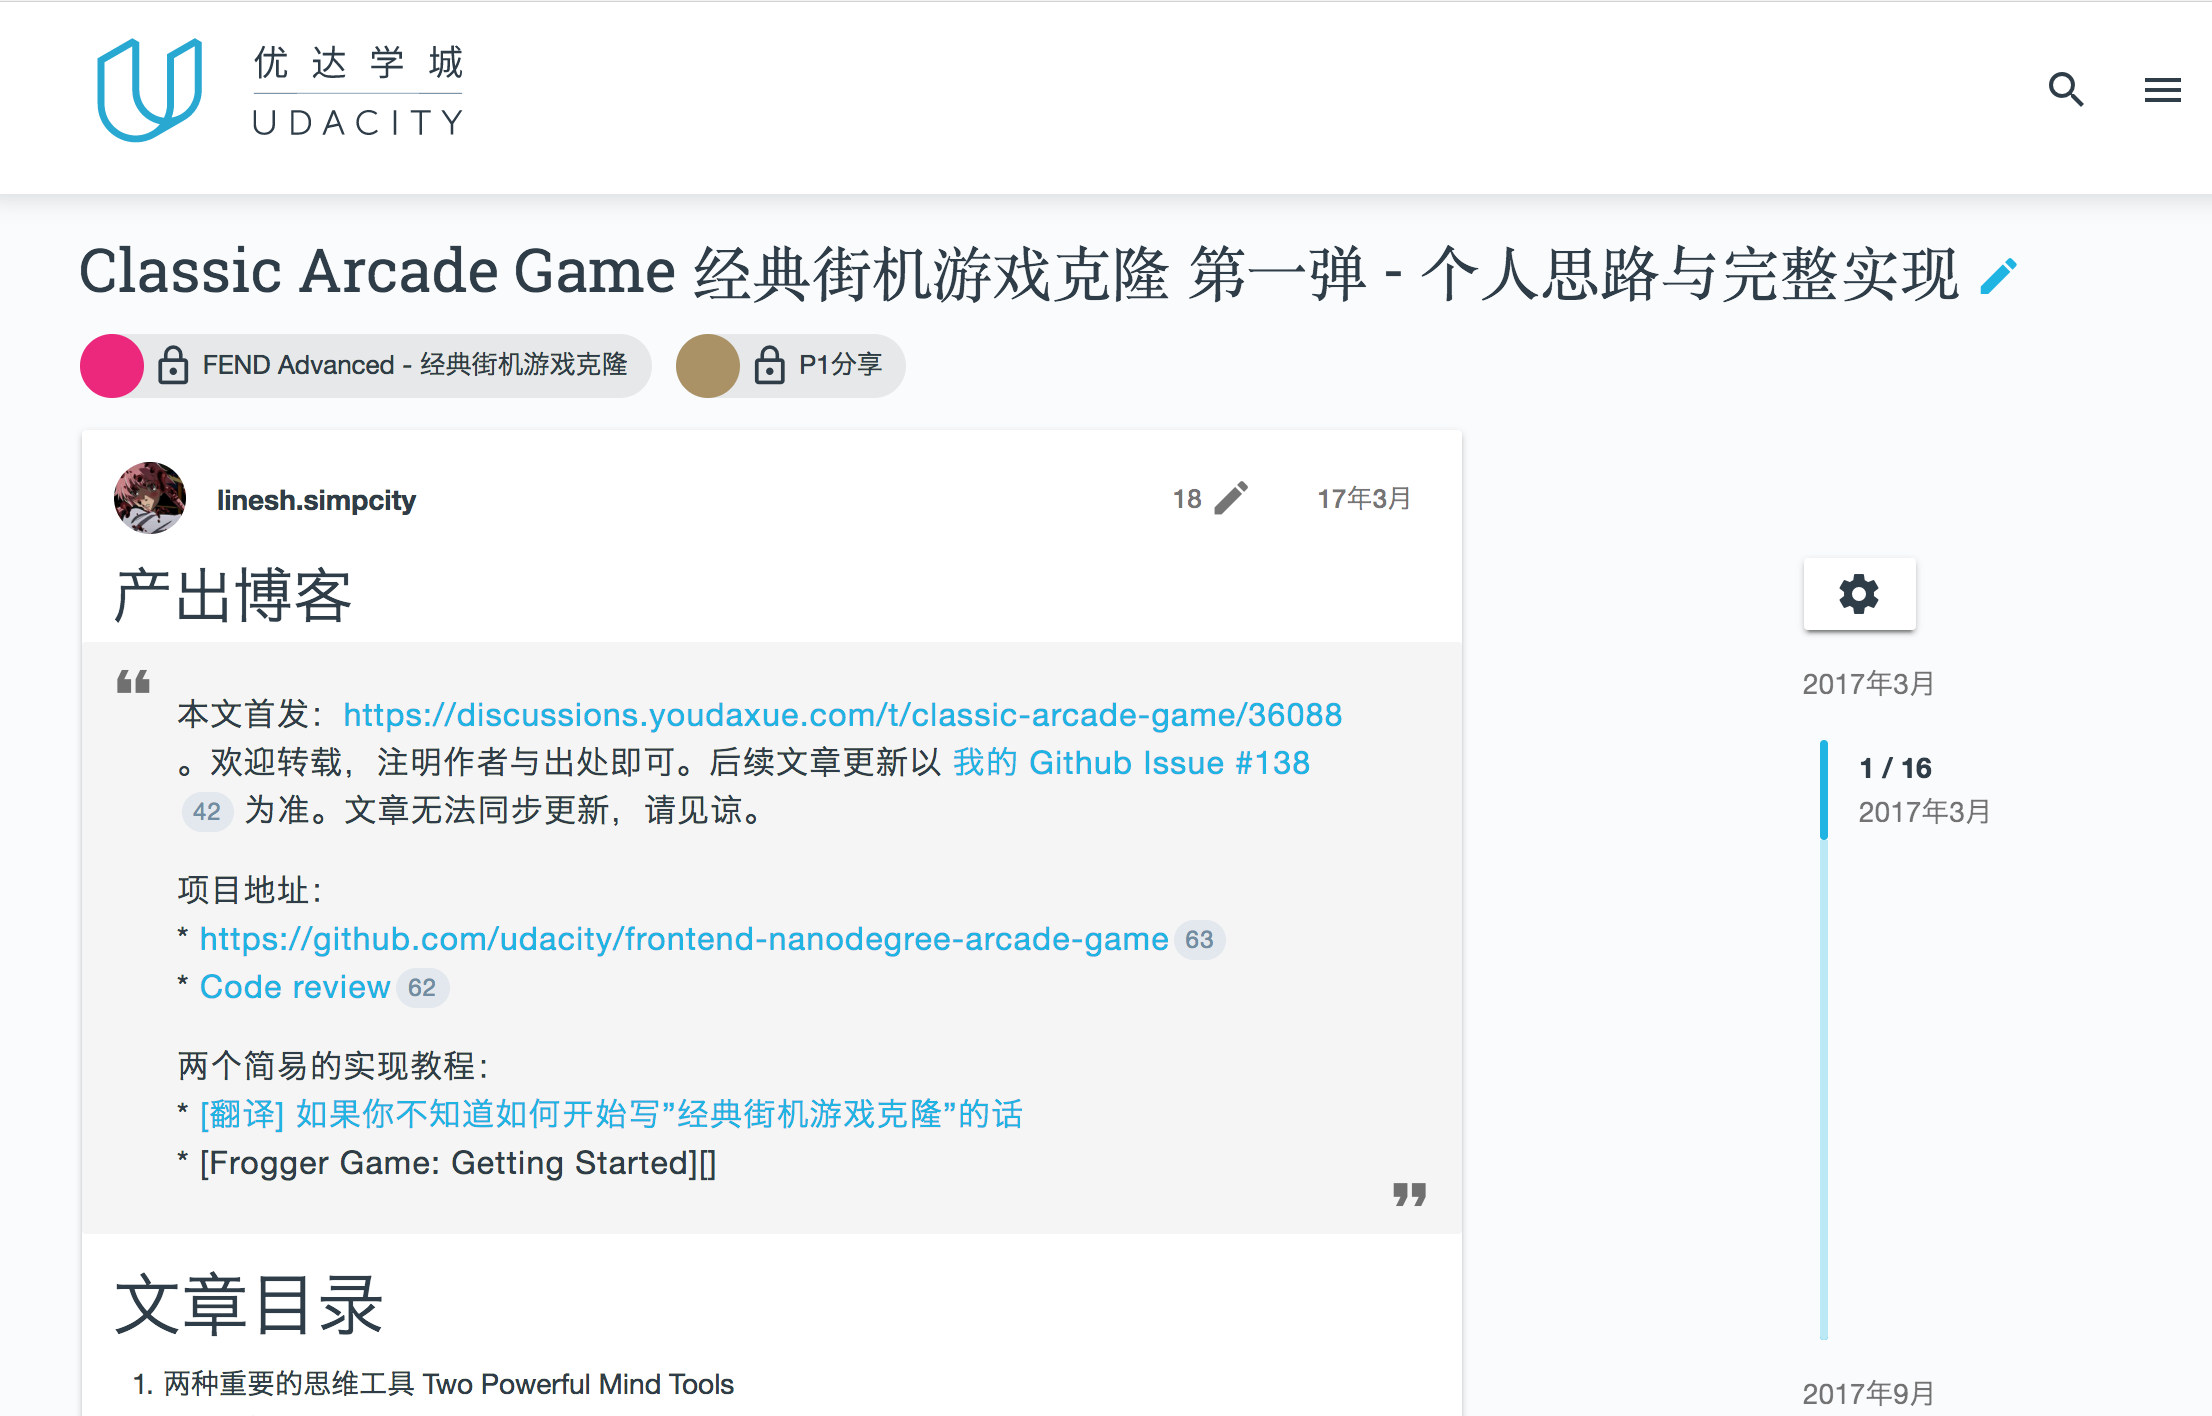 优达学城
UDACITY
Classic Arcade Game 经典街机游戏克隆 第一弹 - 个人思路与完整实现
FEND Advanced - 经典街机游戏克隆
P1分享
linesh.simpcity
18
17年3月
产出博客
本文首发：https://discussions.youdaxue.com/t/classic-arcade-game/36088
。欢迎转载，注明作者与出处即可。后续文章更新以 我的 Github Issue #138
42 为准。文章无法同步更新，请见谅。
项目地址：
* https://github.com/udacity/frontend-nanodegree-arcade-game 63
* Code review 62
两个简易的实现教程：
* [翻译] 如果你不知道如何开始写”经典街机游戏克隆”的话
* [Frogger Game: Getting Started][]
文章目录
1. 两种重要的思维工具 Two Powerful Mind Tools
2017年3月
1 / 16
2017年3月
2017年9月